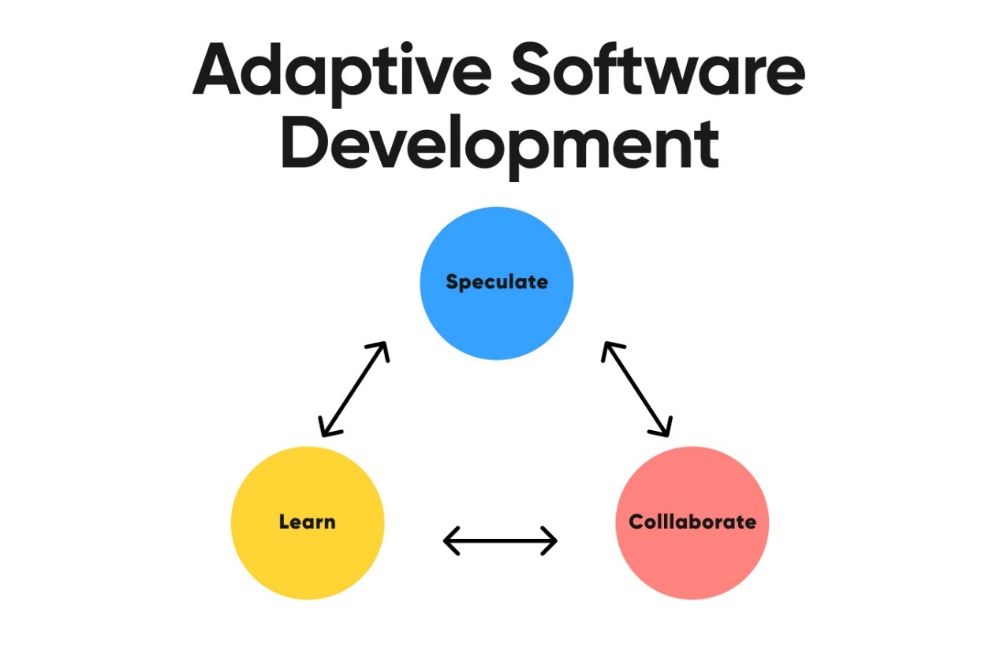 Adaptive Software
Development
Speculate
Learn
Colllaborate